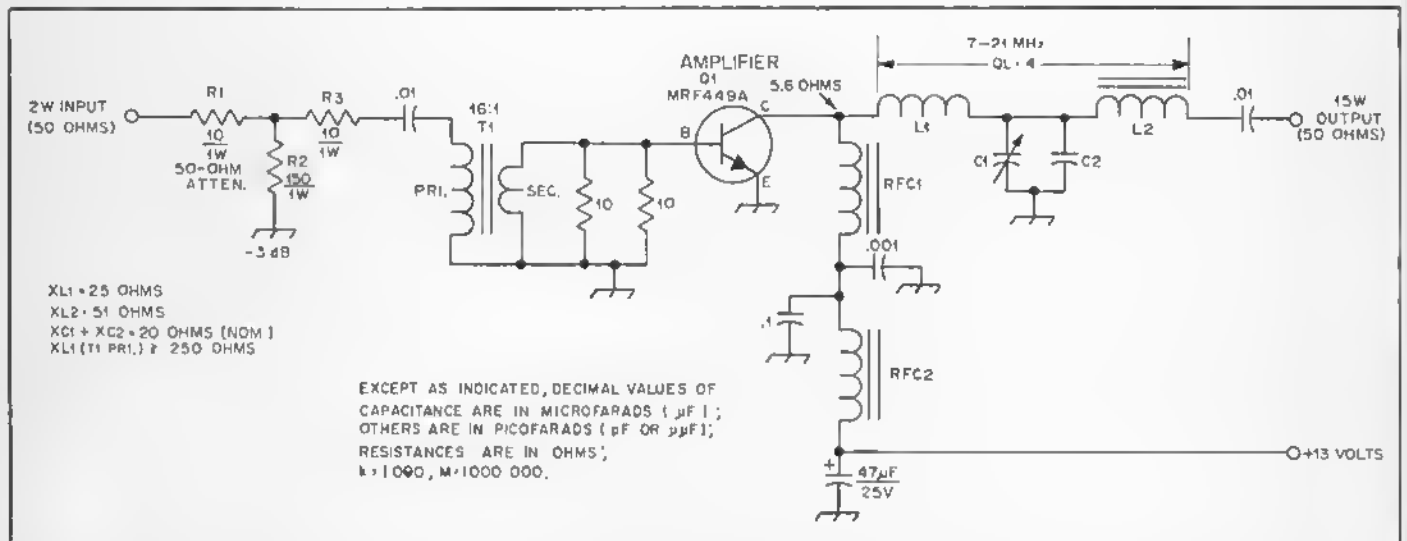 7-21 MHz
QL = 4
AMPLIFIER
Q1
MRF449A
5.6 OHMS
2W INPUT
(50 OHMS)
R1
10
1W
50-OHM
ATTEN.
R2
150
1W
-3 dB
R3
10
1W
.01
16:1
T1
PRI.
SEC.
10
10
B
C
E
L1
C1
C2
L2
.01
15W
OUTPUT
(50 OHMS)
RFC1
.001
.1
RFC2
+
47µF
25V
+13 VOLTS
XL1 = 25 OHMS
XL2 = 51 OHMS
XC1 + XC2 = 20 OHMS (NOM)
XL1 (T1 PRI.) ≥ 250 OHMS
EXCEPT AS INDICATED, DECIMAL VALUES OF
CAPACITANCE ARE IN MICROFARADS (µF);
OTHERS ARE IN PICOFARADS (pF OR µµF);
RESISTANCES ARE IN OHMS;
k=1000, M=1000 000.